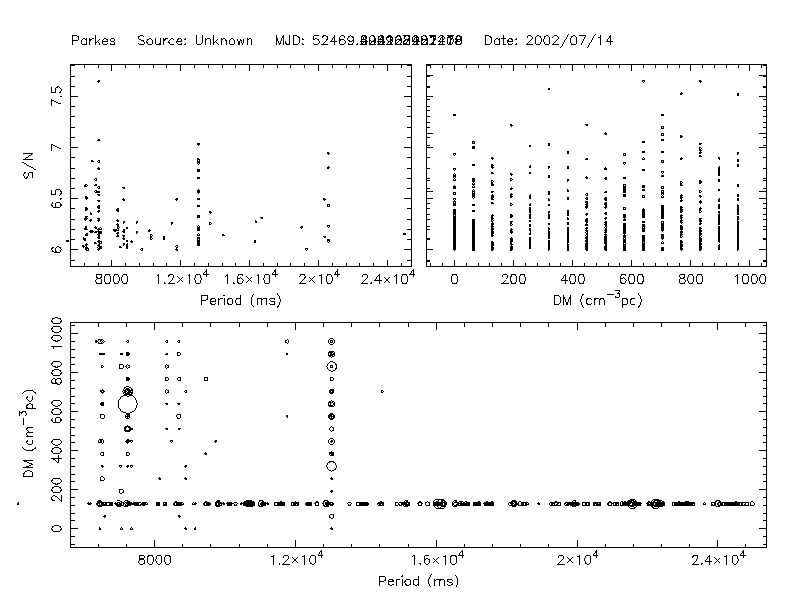 Parkes Source: Unknown MJD: 52469. Date: 2002/07/14
S/N
7.5
7
6.5
6
8000 1.2×10⁴ 1.6×10⁴ 2×10⁴ 2.4×10⁴
Period (ms)
0 200 400 600 800 1000
DM (cm⁻³pc)
DM (cm⁻³pc)
1000
800
600
400
200
0
8000 1.2×10⁴ 1.6×10⁴ 2×10⁴ 2.4×10⁴
Period (ms)